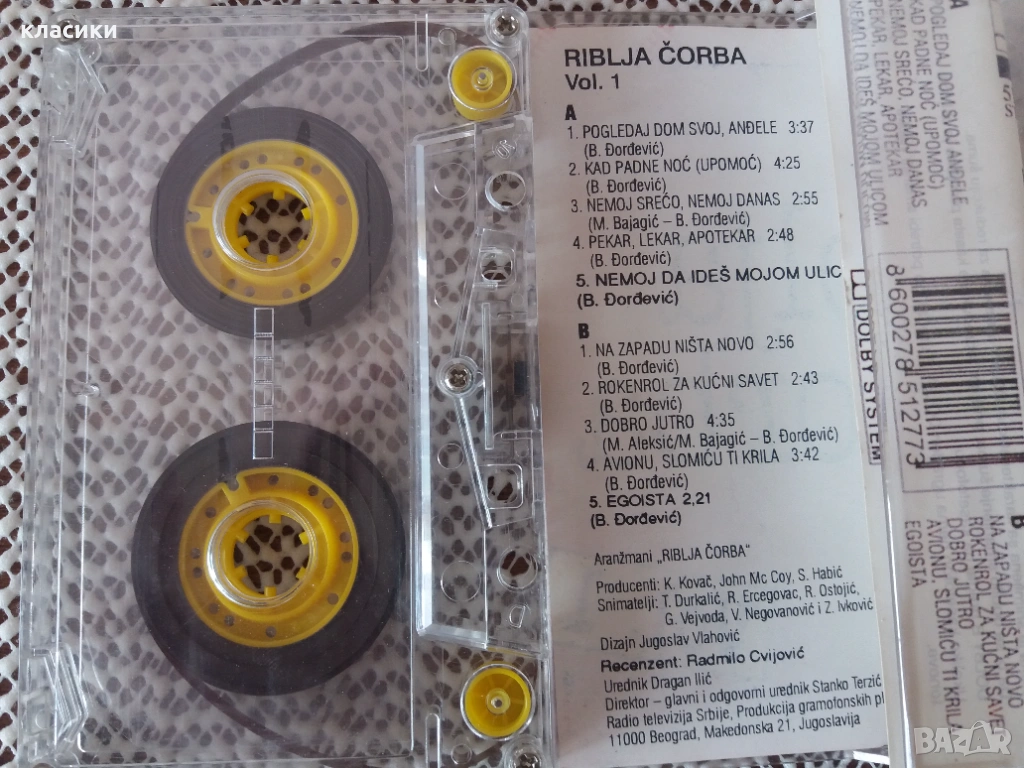 класики
RIBLJA ČORBA
Vol. 1
A
1. POGLEDAJ DOM SVOJ, ANĐELE 3:37
(B. Đorđević)
2. KAD PADNE NOĆ (UPOMOĆ) 4:25
(B. Đorđević)
3. NEMOJ SREĆO, NEMOJ DANAS 2:55
(M. Bajagić – B. Đorđević)
4. PEKAR, LEKAR, APOTEKAR 2:48
(B. Đorđević)
5. NEMOJ DA IDEŠ MOJOM ULIC
(B. Đorđević)
B
1. NA ZAPADU NIŠTA NOVO 2:56
(B. Đorđević)
2. ROKENROL ZA KUĆNI SAVET 2:43
(B. Đorđević)
3. DOBRO JUTRO 4:35
(M. Aleksić/M. Bajagić – B. Đorđević)
4. AVIONU, SLOMIĆU TI KRILA 3:42
(B. Đorđević)
5. EGOISTA 2,21
(B. Đorđević)
Aranžmani „RIBLJA ČORBA"
Producenti: K. Kovač, John Mc Coy, S. Habić
Snimatelji: T. Durkalić, R. Ercegovac, R. Ostojić,
G. Vejvoda, V. Negovanović i Z. Ivković
Dizajn Jugoslav Vlahović
Recenzent: Radmilo Cvijović
Urednik Dragan Ilić
Direktor – glavni i odgovorni urednik Stanko Terzić
Radio televizija Srbije, Produkcija gramofonskih pl
11000 Beograd, Makedonska 21, Jugoslavija
DOLBY SYSTEM
A
POGLEDAJ DOM SVOJ ANĐELE
KAD PADNE NOĆ (UPOMOĆ)
NEMOJ SREĆO, NEMOJ DANAS
PEKAR, LEKAR, APOTEKAR
NEMOJ DA IDEŠ MOJOM ULICOM
8 600278 512773
B
NA ZAPADU NIŠTA NOVO
ROKENROL ZA KUĆNI SAVE
DOBRO JUTRO
AVIONU, SLOMIĆU TI KRILA
EGOISTA
BAZAR